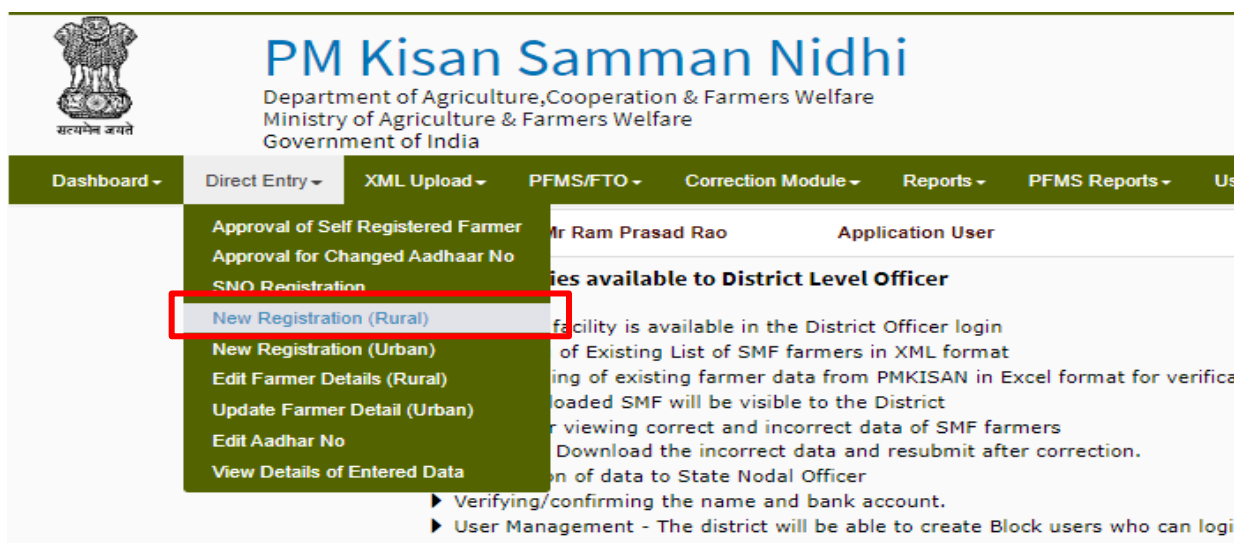 PM Kisan Samman Nidhi
Department of Agriculture,Cooperation & Farmers Welfare
Ministry of Agriculture & Farmers Welfare
Government of India
सत्यमेव जयते
Dashboard Direct Entry XML Upload PFMS/FTO Correction Module Reports PFMS Reports Us
Approval of Self Registered Farmer
Mr Ram Prasad Rao Application User
Approval for Changed Aadhaar No
SNO Registration
ies available to District Level Officer
New Registration (Rural)
facility is available in the District Officer login
New Registration (Urban)
of Existing List of SMF farmers in XML format
Edit Farmer Details (Rural)
ing of existing farmer data from PMKISAN in Excel format for verifica
Update Farmer Detail (Urban)
loaded SMF will be visible to the District
r viewing correct and incorrect data of SMF farmers
Edit Aadhar No
Download the incorrect data and resubmit after correction.
View Details of Entered Data
on of data to State Nodal Officer
Verifying/confirming the name and bank account.
User Management - The district will be able to create Block users who can logi